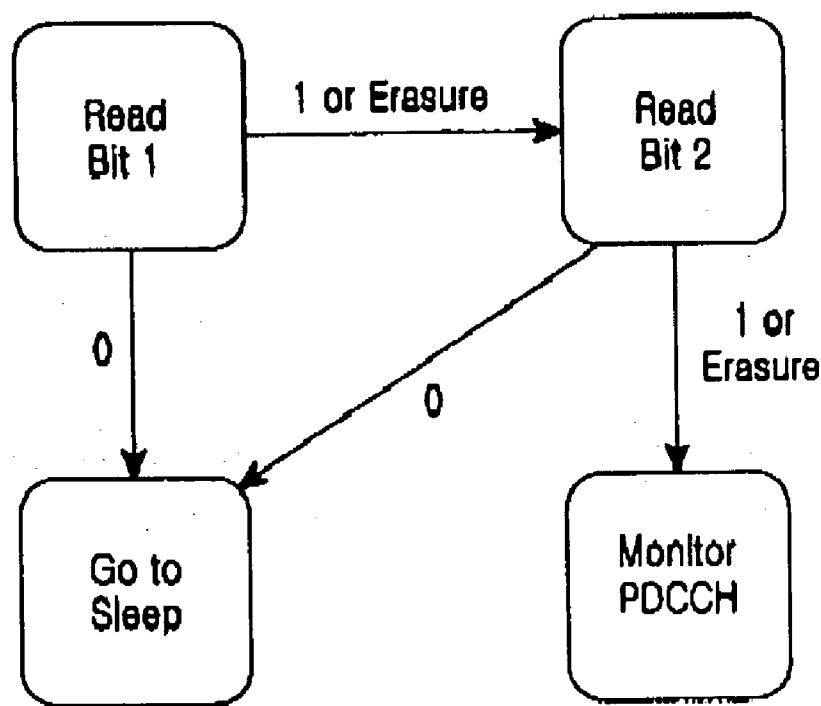 Read
Bit 1
1 or Erasure
Read
Bit 2
0
0
1 or
Erasure
Go to
Sleep
Monitor
PDCCH